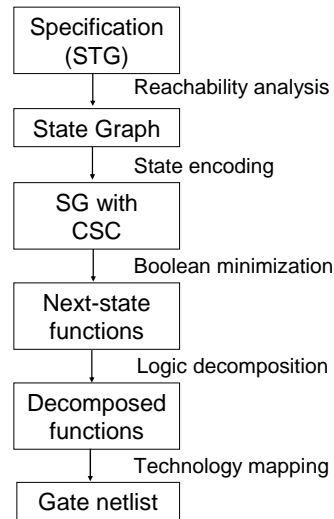 Specification
(STG)
Reachability analysis
State Graph
State encoding
SG with
CSC
Boolean minimization
Next-state
functions
Logic decomposition
Decomposed
functions
Technology mapping
Gate netlist